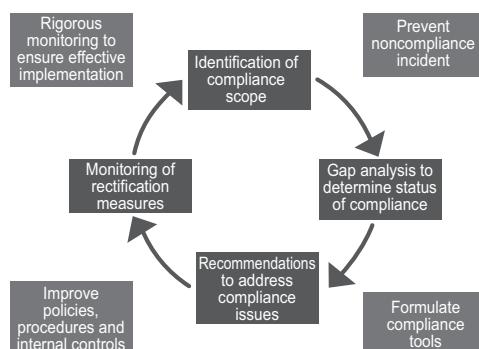 Rigorous
monitoring to
ensure effective
implementation
Prevent
noncompliance
incident
Identification of
compliance
scope
Monitoring of
rectification
measures
Gap analysis to
determine status
of compliance
Recommendations
to address
compliance
issues
Improve
policies,
procedures and
internal controls
Formulate
compliance
tools